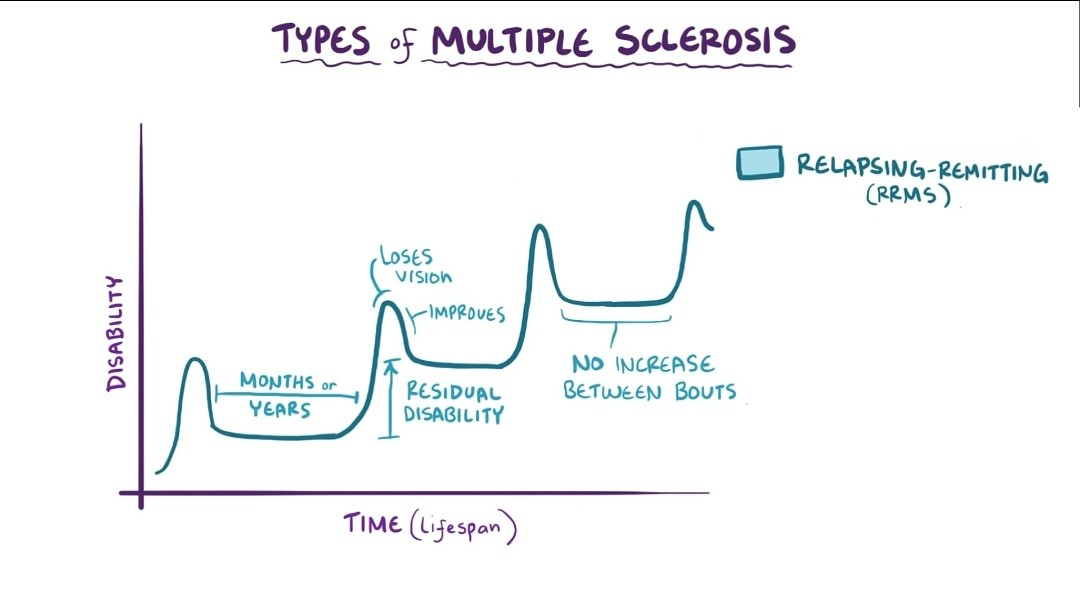 TYPES of MULTIPLE SCLEROSIS
RELAPSING-REMITTING
(RRMS)
LOSES
VISION
IMPROVES
MONTHS or
YEARS
RESIDUAL
DISABILITY
NO INCREASE
BETWEEN BOUTS
DISABILITY
TIME (Lifespan)